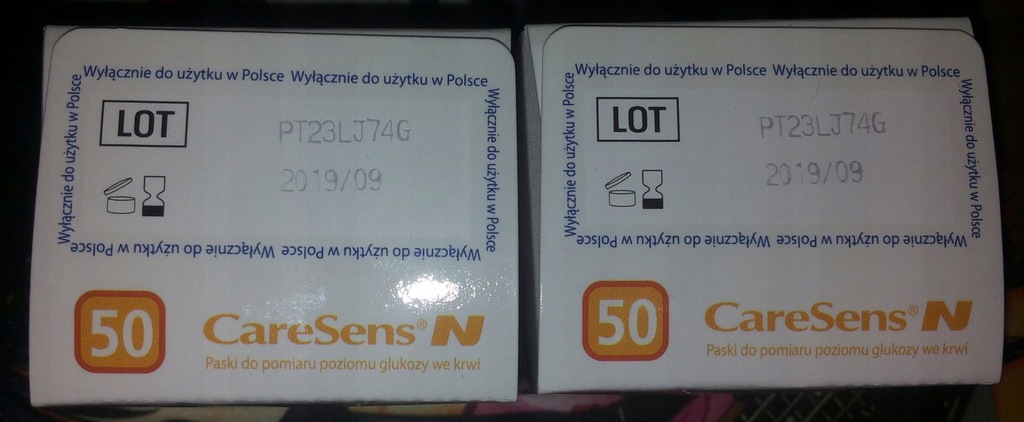 Wyłącznie do użytku w Polsce Wyłącznie do użytku w Polsce
Wyłącznie do użytku w Polsce
Wyłącznie do użytku w Polsce
LOT
PT23LJ74G
2019/09
Wyłącznie do użytku w Polsce Wyłącznie do użytku w Polsce
50
CareSens® N
Paski do pomiaru poziomu glukozy we krwi
Wyłącznie do użytku w Polsce Wyłącznie do użytku w Polsce
Wyłącznie do użytku w Polsce
Wyłącznie do użytku w Polsce
LOT
PT23LJ74G
2019/09
Wyłącznie do użytku w Polsce Wyłącznie do użytku w Polsce
50
CareSens® N
Paski do pomiaru poziomu glukozy we krwi